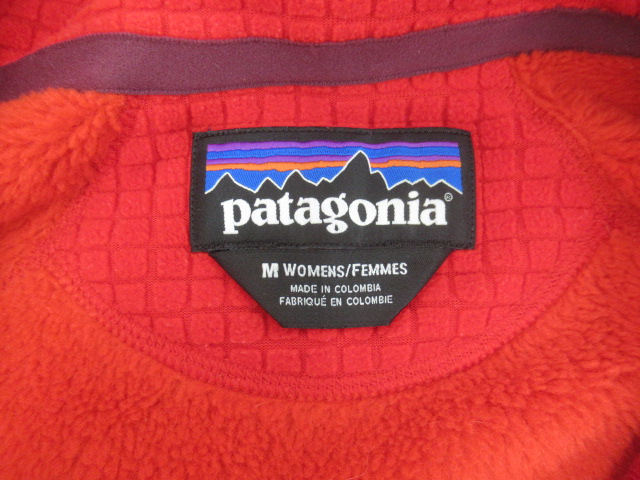 patagonia®
M WOMENS/FEMMES
MADE IN COLOMBIA
FABRIQUÉ EN COLOMBIE